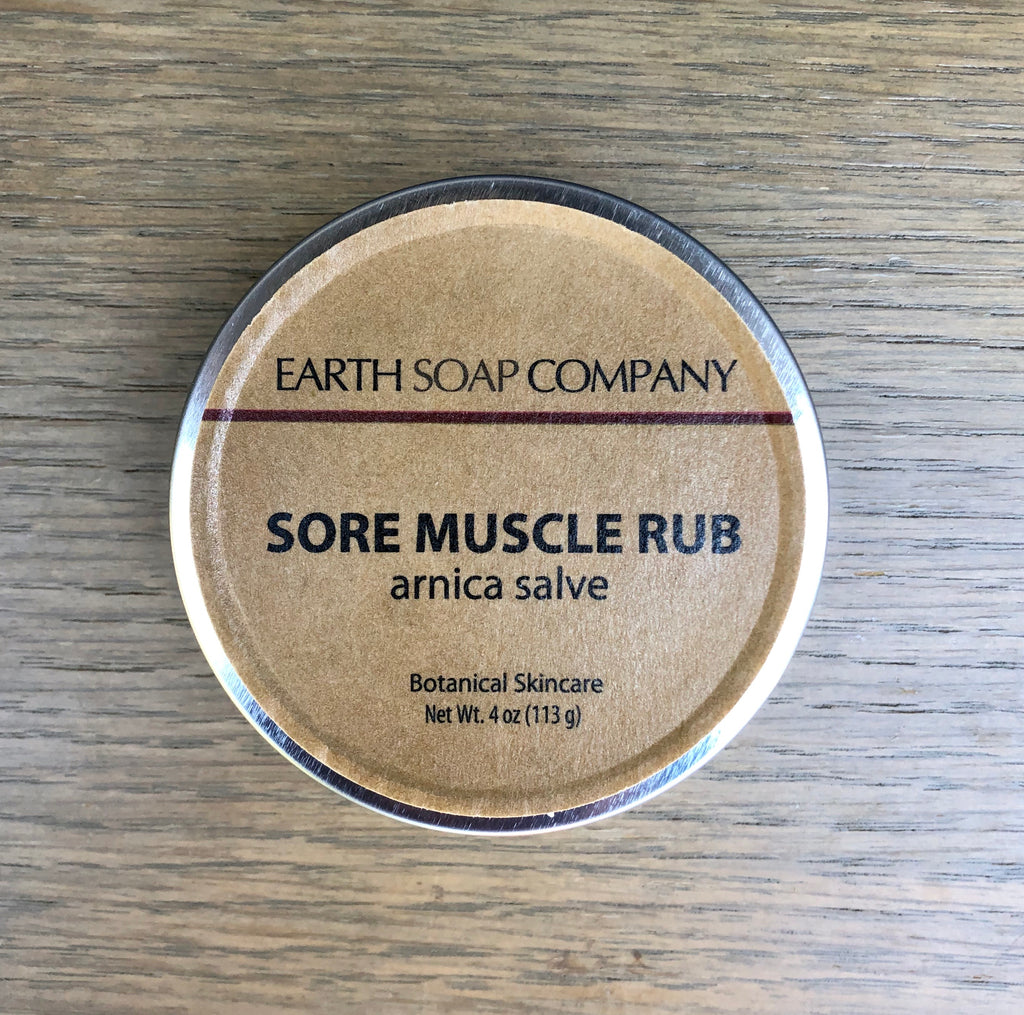 EARTH SOAP COMPANY
SORE MUSCLE RUB
arnica salve
Botanical Skincare
Net Wt. 4 oz (113 g)